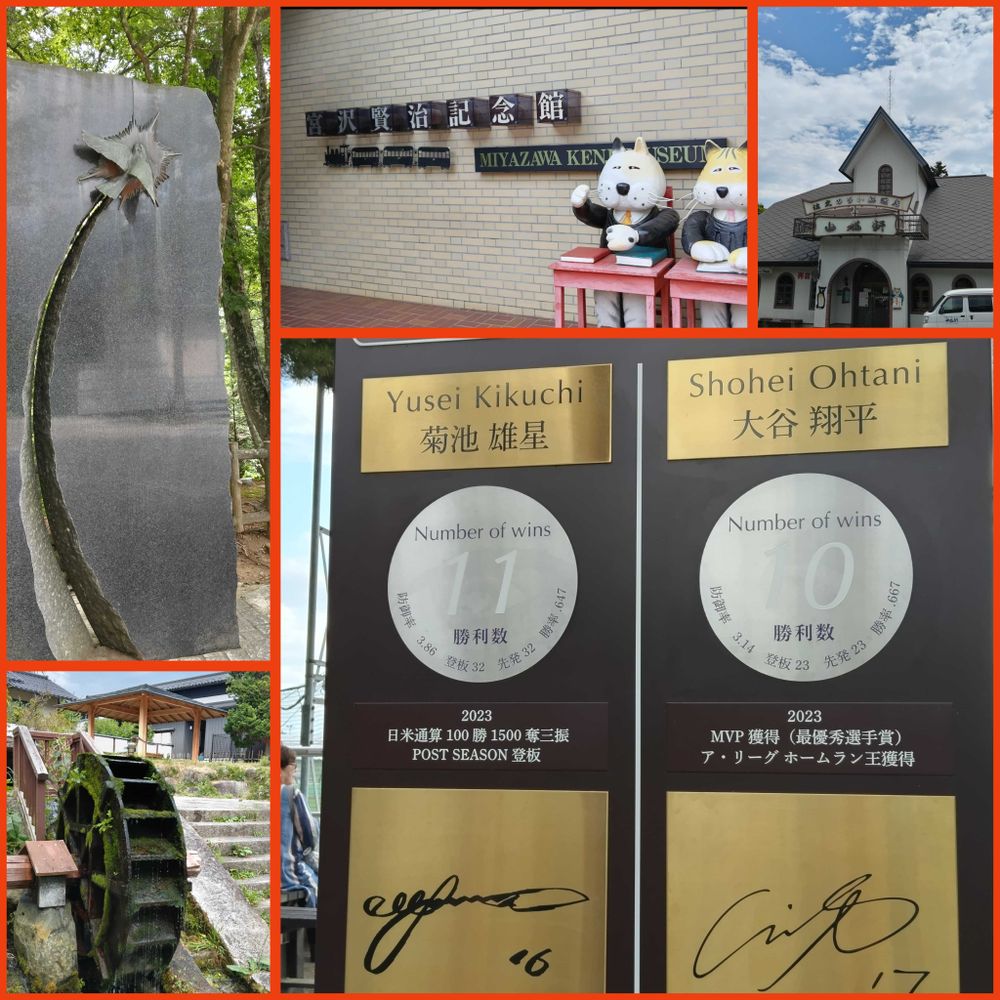 宮沢賢治記念館
MIYAZAWA KENJI MUSEUM
山猫軒
Yusei Kikuchi
菊池 雄星
Number of wins
11
勝利数
防御率 3.86 登板 32 先発 32 勝率 .647
2023
日米通算 100 勝 1500 奪三振
POST SEASON 登板
16
Shohei Ohtani
大谷 翔平
Number of wins
10
勝利数
防御率 3.14 登板 23 先発 23 勝率 .667
2023
MVP 獲得（最優秀選手賞）
ア・リーグ ホームラン王獲得
17